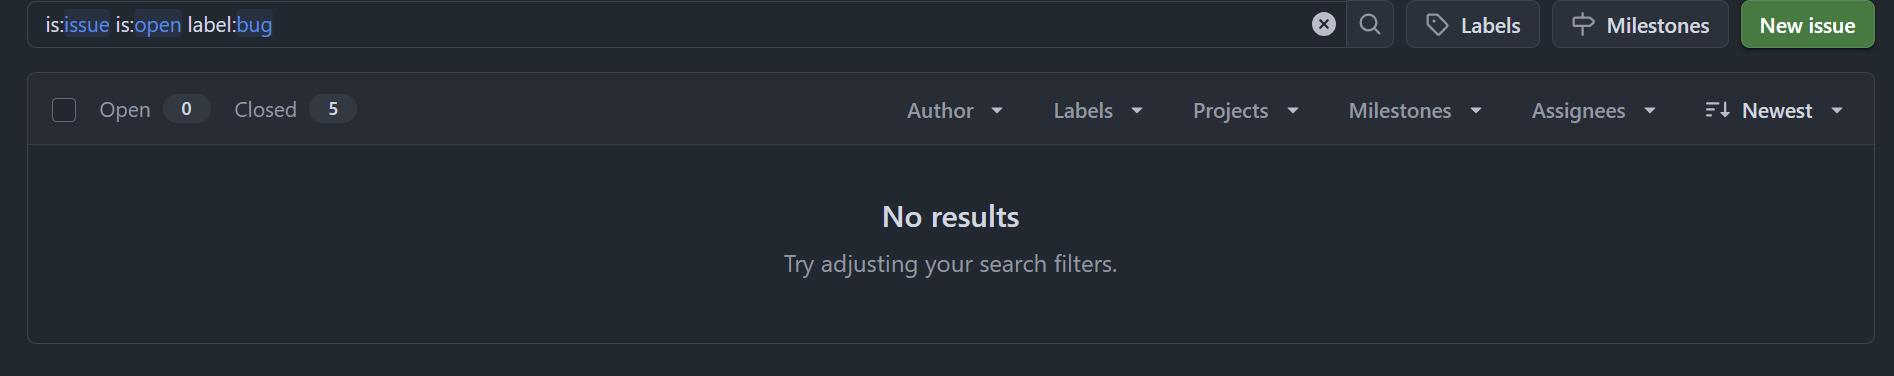 is:issue is:open label:bug
Labels
Milestones
New issue
Open 0 Closed 5
Author
Labels
Projects
Milestones
Assignees
Newest
No results
Try adjusting your search filters.